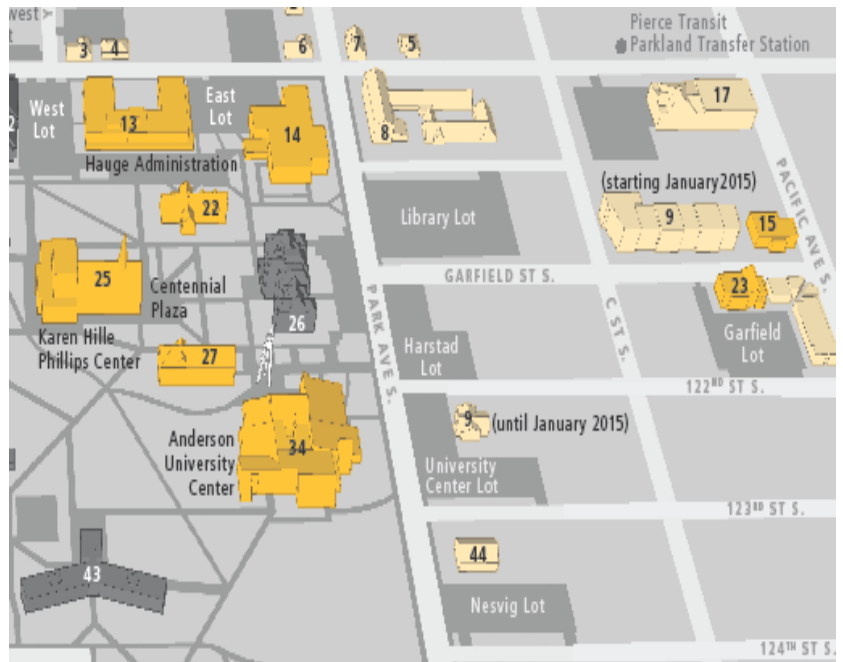 west
Y
Pierce Transit
Parkland Transfer Station
3
4
6
7
5
West
Lot
East
Lot
13
14
8
17
2
Hauge Administration
(starting January2015)
22
Library Lot
9
15
PACIFIC AVE S.
25
Centennial
Plaza
GARFIELD ST S.
23
26
PARK AVE S.
C ST S.
Karen Hille
Phillips Center
27
Harstad
Lot
Garfield
Lot
122ND ST S.
9
(until January 2015)
Anderson
University
Center
34
University
Center Lot
123RD ST S.
43
44
Nesvig Lot
124TH ST S.